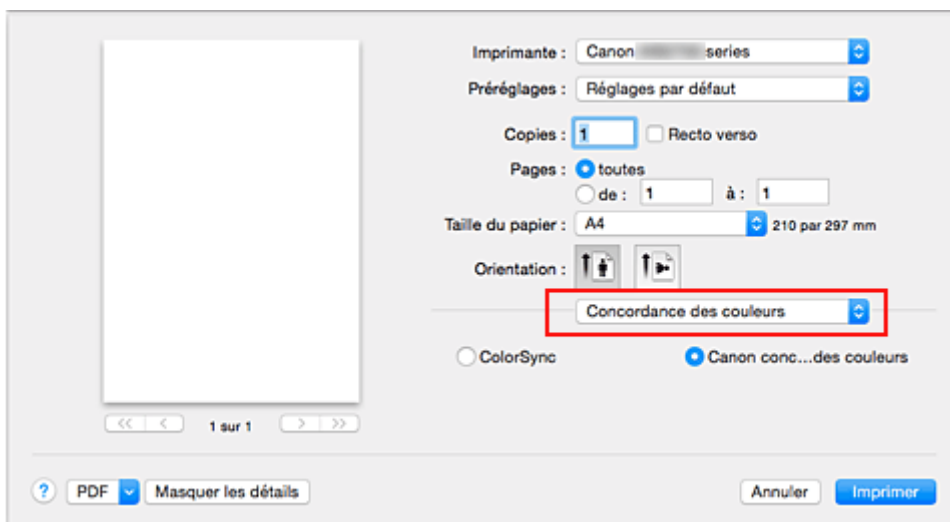 Imprimante : Canon series
Préréglages : Réglages par défaut
Copies : 1 Recto verso
Pages : toutes
de : 1 à : 1
Taille du papier : A4 210 par 297 mm
Orientation :
Concordance des couleurs
ColorSync Canon conc...des couleurs
1 sur 1
? PDF Masquer les détails Annuler Imprimer